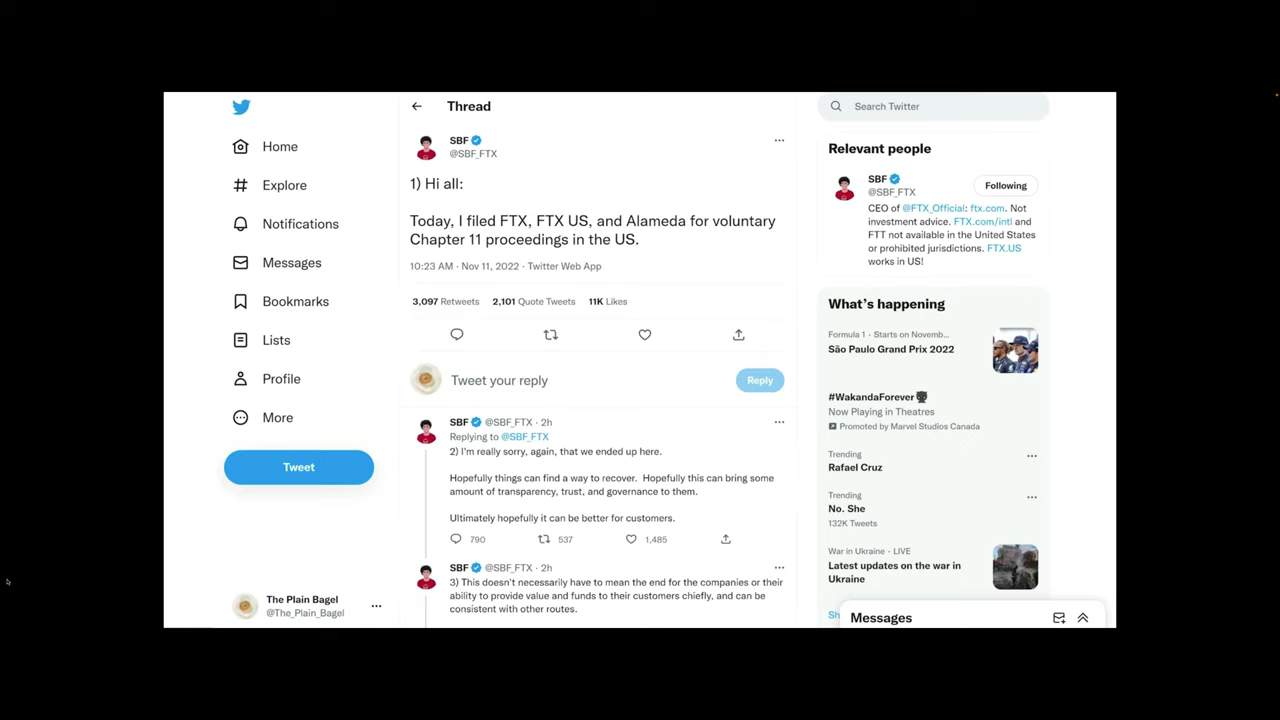 Home
Explore
Notifications
Messages
Bookmarks
Lists
Profile
More
Tweet
The Plain Bagel
@The_Plain_Bagel
Thread
SBF
@SBF_FTX
1) Hi all:
Today, I filed FTX, FTX US, and Alameda for voluntary
Chapter 11 proceedings in the US.
10:23 AM · Nov 11, 2022 · Twitter Web App
3,097 Retweets 2,101 Quote Tweets 11K Likes
Tweet your reply
Reply
SBF @SBF_FTX · 2h
Replying to @SBF_FTX
2) I'm really sorry, again, that we ended up here.
Hopefully things can find a way to recover. Hopefully this can bring some
amount of transparency, trust, and governance to them.
Ultimately hopefully it can be better for customers.
790 537 1,485
SBF @SBF_FTX · 2h
3) This doesn't necessarily have to mean the end for the companies or their
ability to provide value and funds to their customers chiefly, and can be
consistent with other routes.
Search Twitter
Relevant people
SBF
@SBF_FTX
Following
CEO of @FTX_Official: ftx.com. Not
investment advice. FTX.com/intl and
FTT not available in the United States
or prohibited jurisdictions. FTX.US
works in US!
What's happening
Formula 1 · Starts on Novemb...
São Paulo Grand Prix 2022
#WakandaForever
Now Playing in Theatres
Promoted by Marvel Studios Canada
Trending
Rafael Cruz
Trending
No. She
132K Tweets
War in Ukraine · LIVE
Latest updates on the war in
Ukraine
Sh
Messages